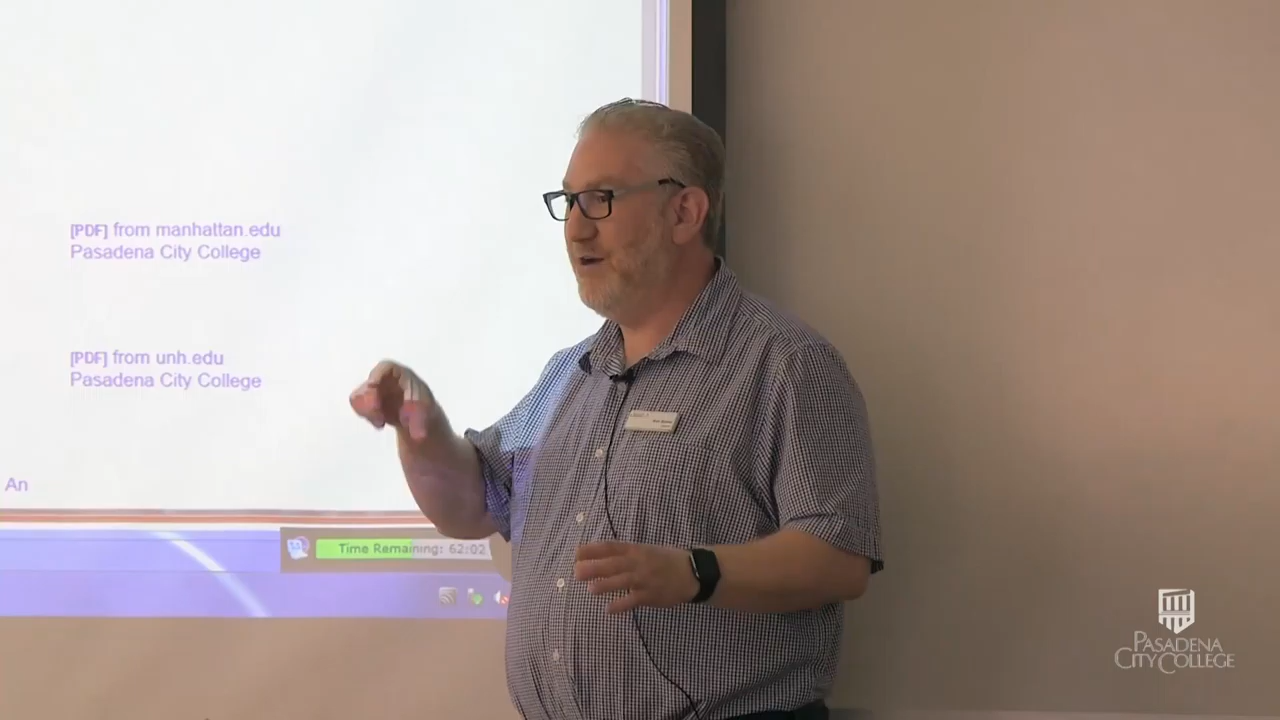 [PDF] from manhattan.edu
Pasadena City College
[PDF] from unh.edu
Pasadena City College
An
Time Remaining: 62:02
PASADENA
CITY COLLEGE